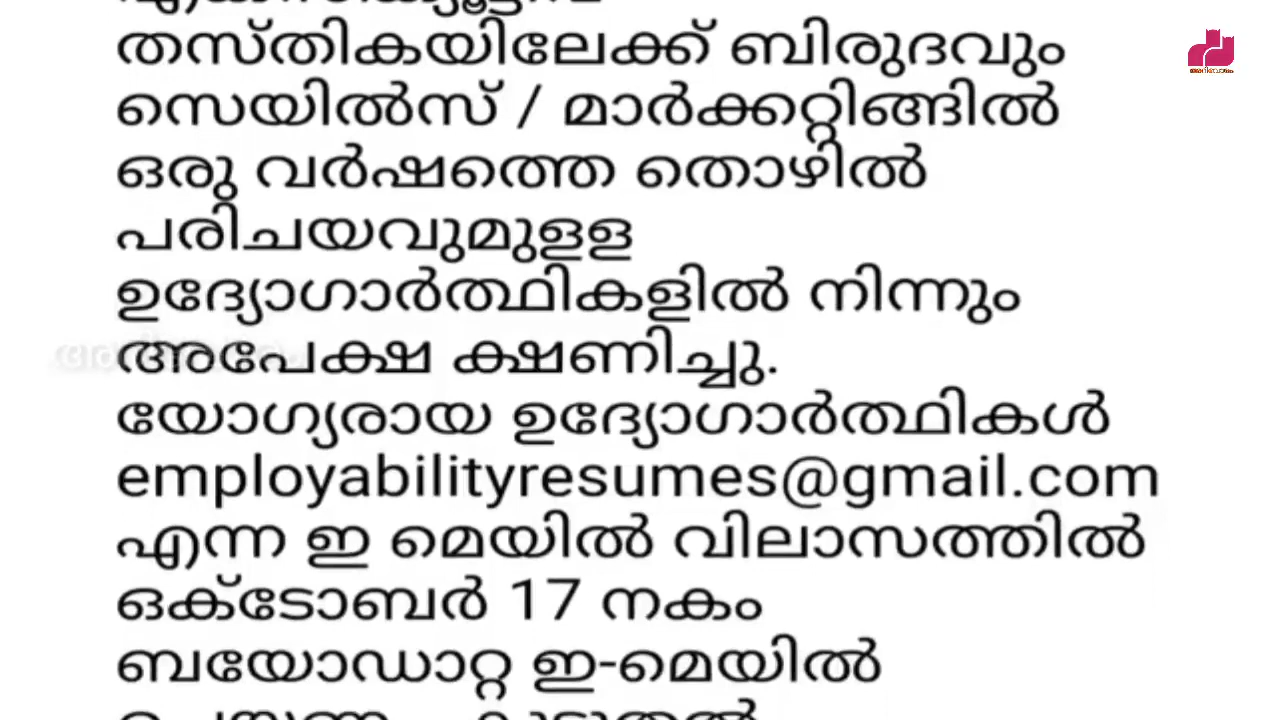 തസ്തികയിലേക്ക് ബിരുദവും
സെയിൽസ് / മാർക്കറ്റിങ്ങിൽ
ഒരു വർഷത്തെ തൊഴിൽ
പരിചയവുമുളള
ഉദ്യോഗാർത്ഥികളിൽ നിന്നും
അപേക്ഷ ക്ഷണിച്ചു.
യോഗ്യരായ ഉദ്യോഗാർത്ഥികൾ
employabilityresumes@gmail.com
എന്ന ഇ മെയിൽ വിലാസത്തിൽ
ഒക്ടോബർ 17 നകം
ബയോഡാറ്റ ഇ-മെയിൽ